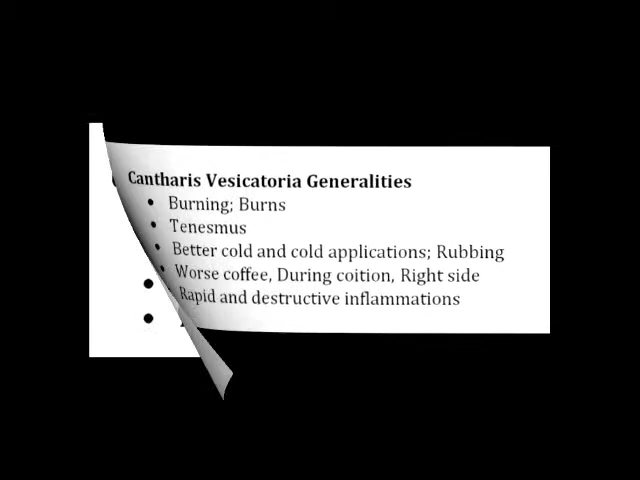 Cantharis Vesicatoria Generalities
• Burning; Burns
• Tenesmus
• Better cold and cold applications; Rubbing
• Worse coffee, During coition, Right side
Rapid and destructive inflammations